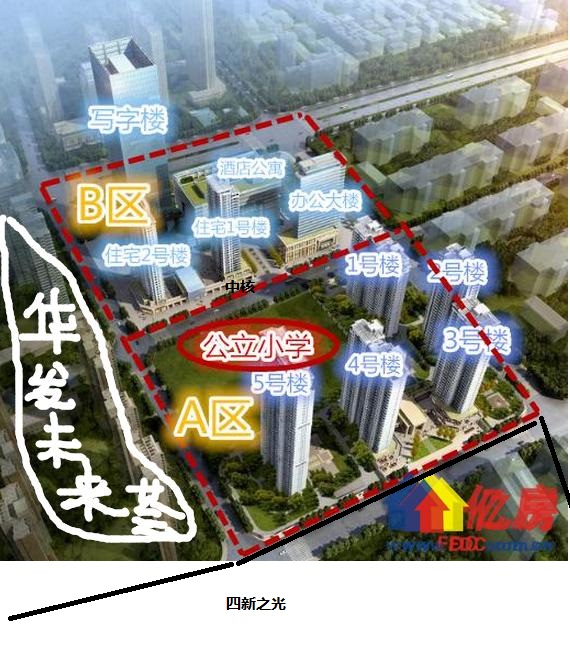 写字楼
酒店公寓
B区
办公大楼
住宅1号楼
住宅2号楼
1号楼
2号楼
中核
公立小学
3号楼
4号楼
5号楼
A区
华
发
未
来
荟
亿房
FDC.com.cn
四新之光